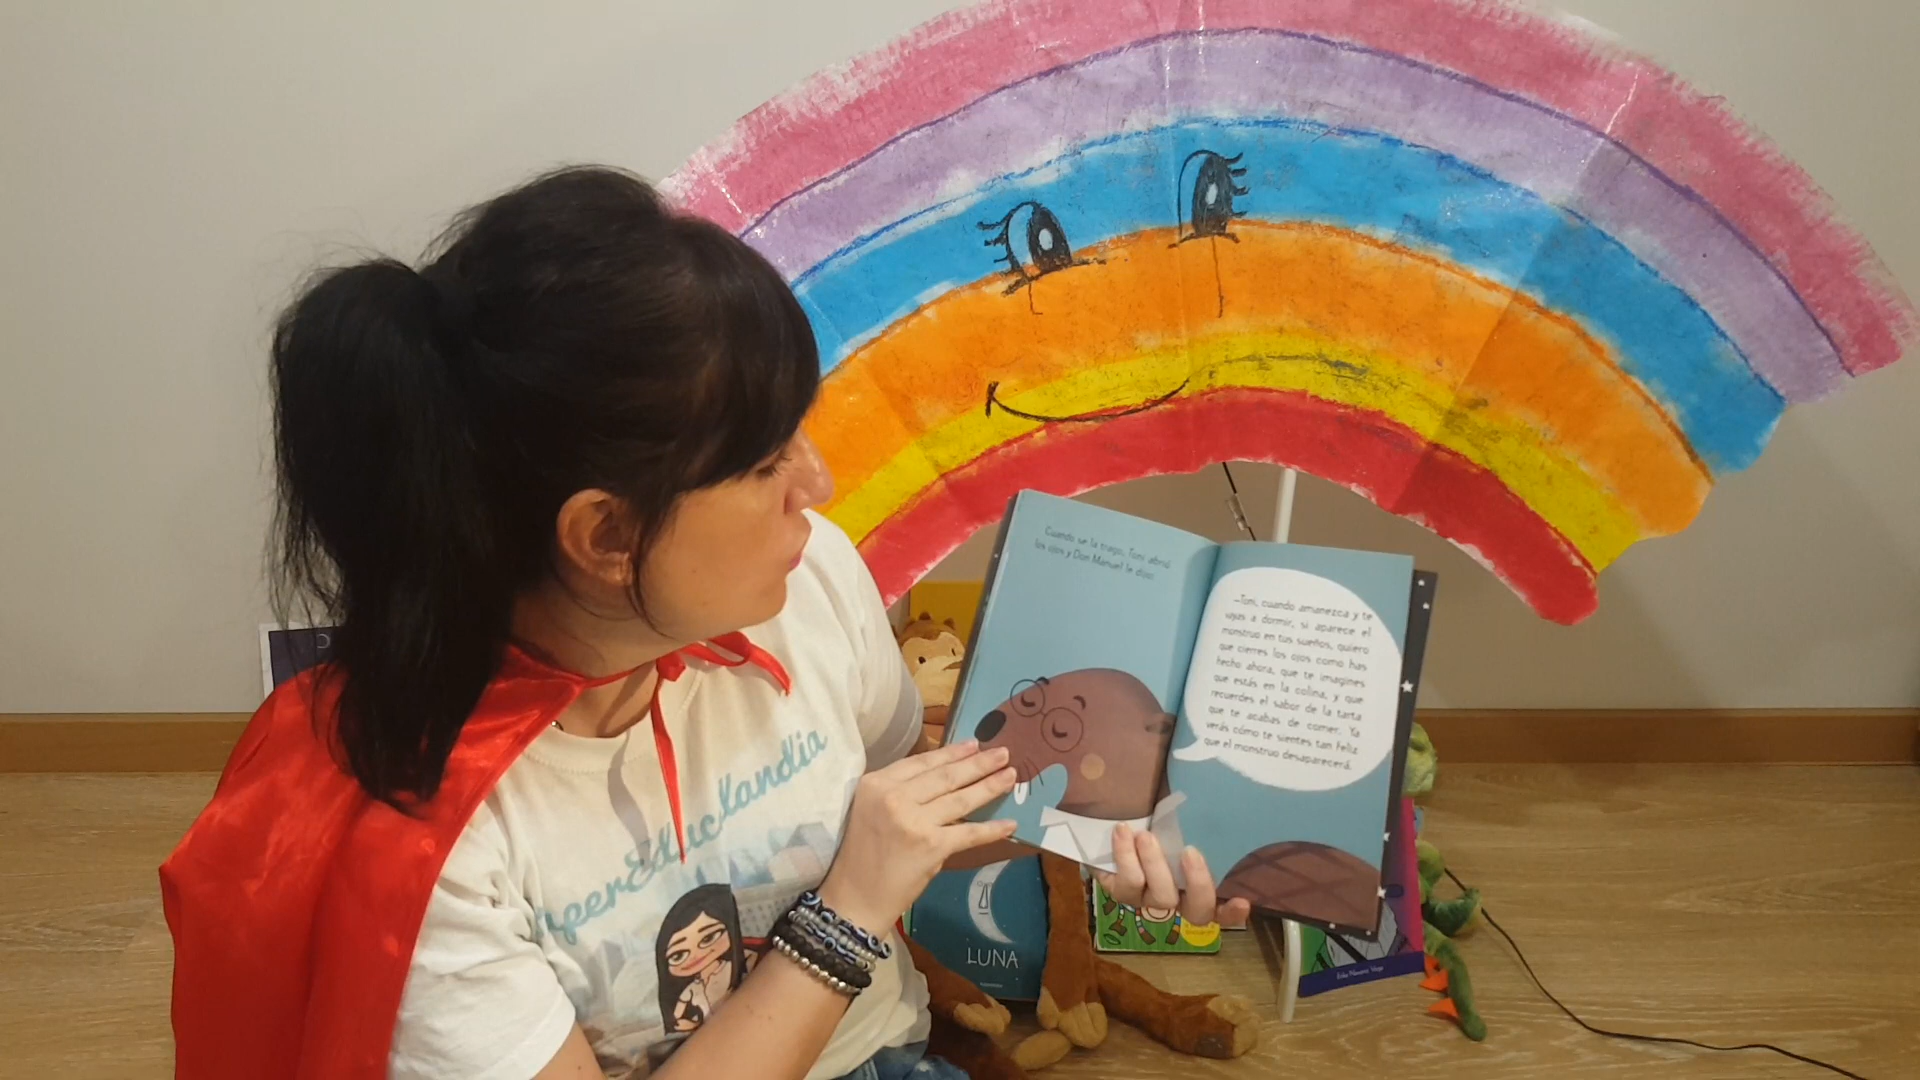 Cuando se la tragó, Toni abrió
los ojos y Don Manuel le dijo:
—Toni, cuando amanezca y te
vayas a dormir, si aparece el
monstruo en tus sueños, quiero
que cierres los ojos como has
hecho ahora, que te imagines
que estás en la colina, y que
recuerdes el sabor de la tarta
que te acabas de comer. Ya
verás cómo te sientes tan feliz
que el monstruo desaparecerá.
LUNA